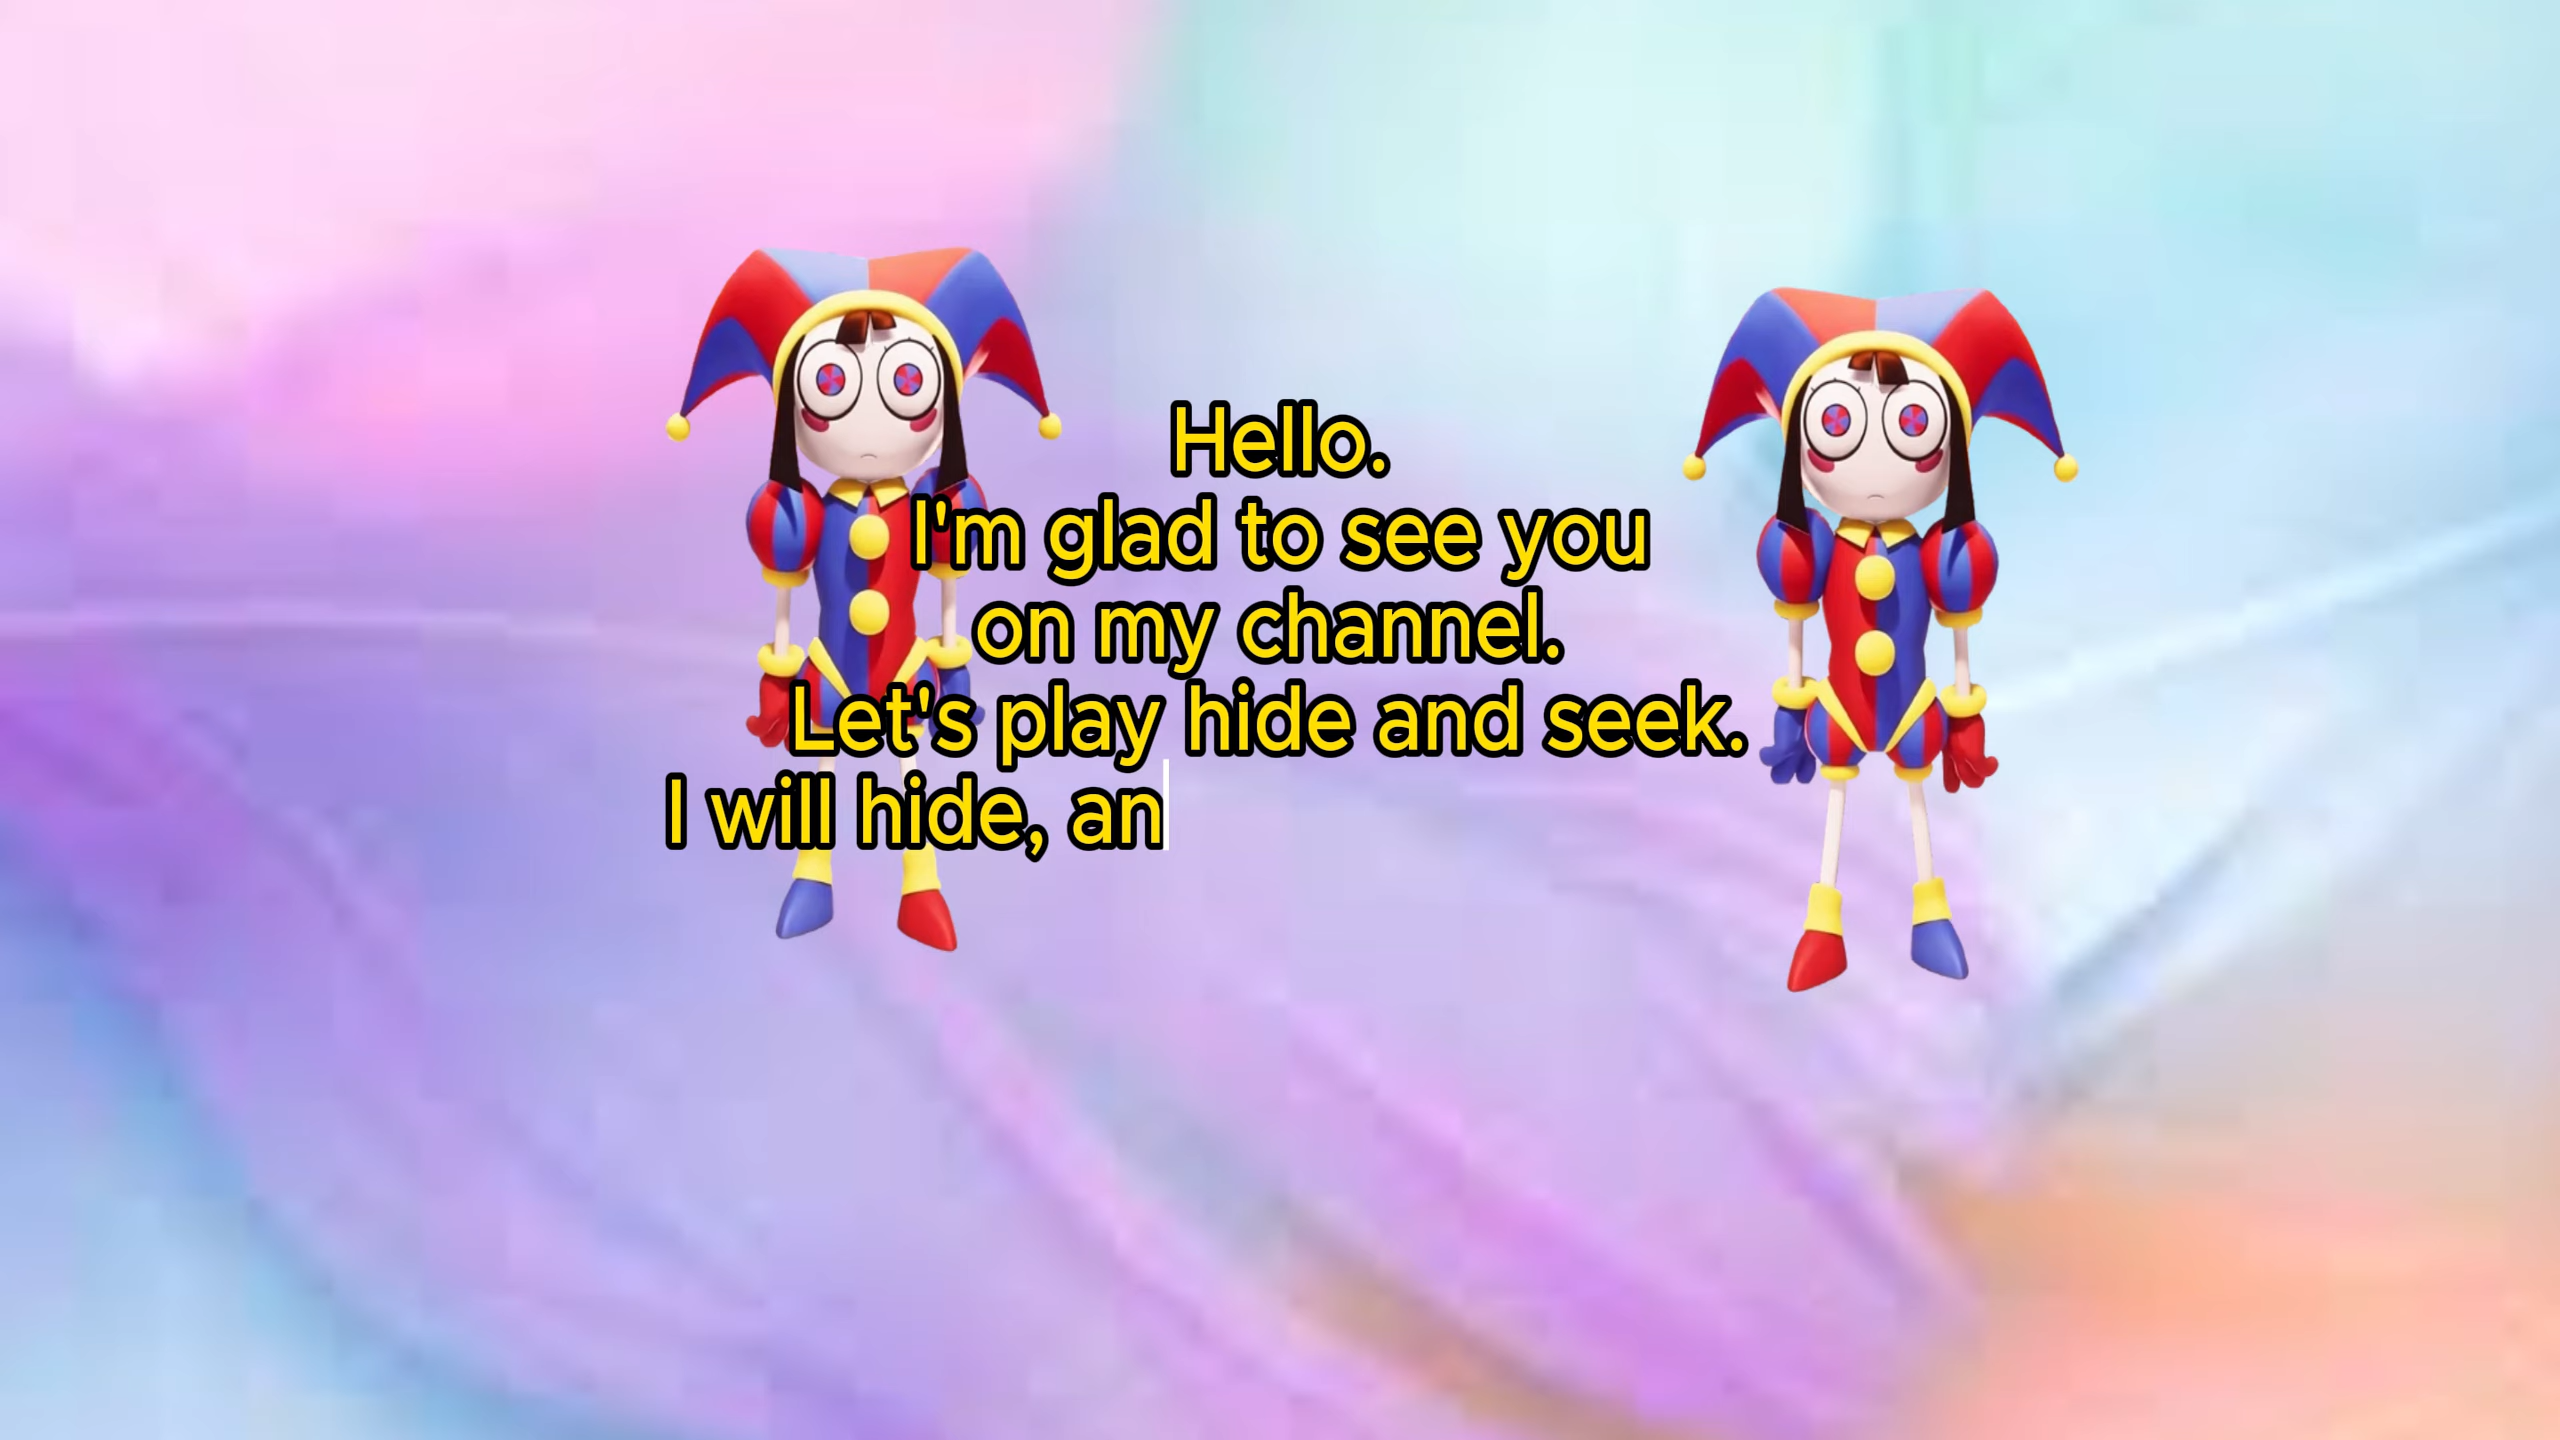 Hello.
I'm glad to see you
on my channel.
Let's play hide and seek.
I will hide, an